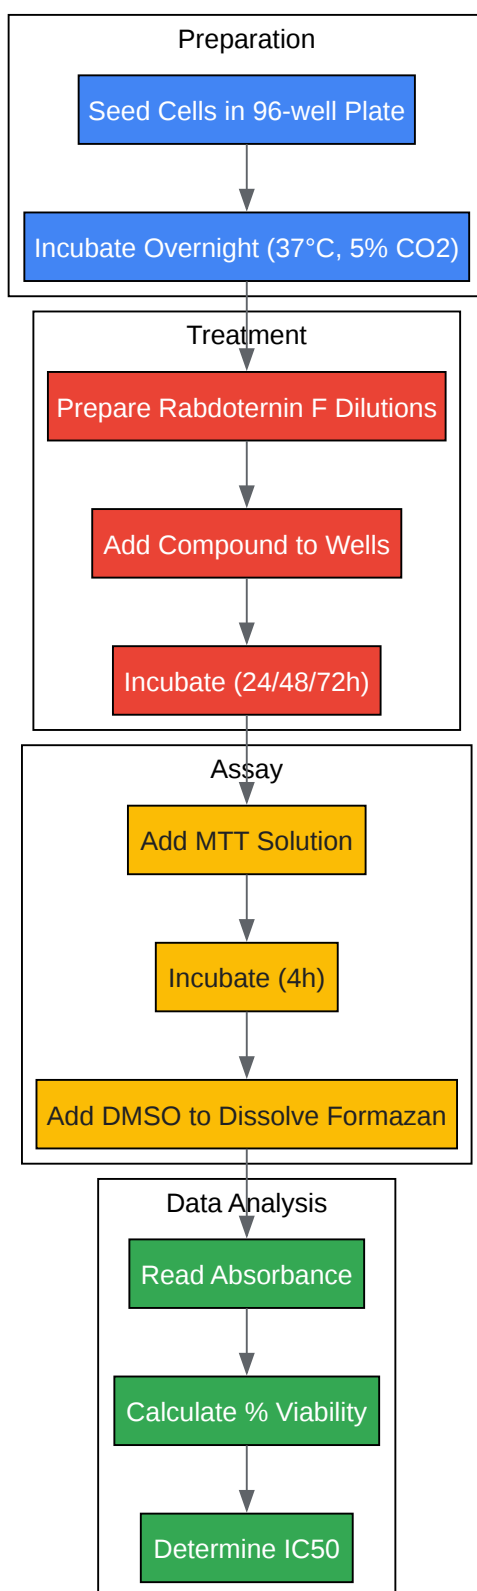 Preparation
Seed Cells in 96-well Plate
Incubate Overnight (37°C, 5% CO2)
Treatment
Prepare Rabdoternin F Dilutions
Add Compound to Wells
Incubate (24/48/72h)
Assay
Add MTT Solution
Incubate (4h)
Add DMSO to Dissolve Formazan
Data Analysis
Read Absorbance
Calculate % Viability
Determine IC50